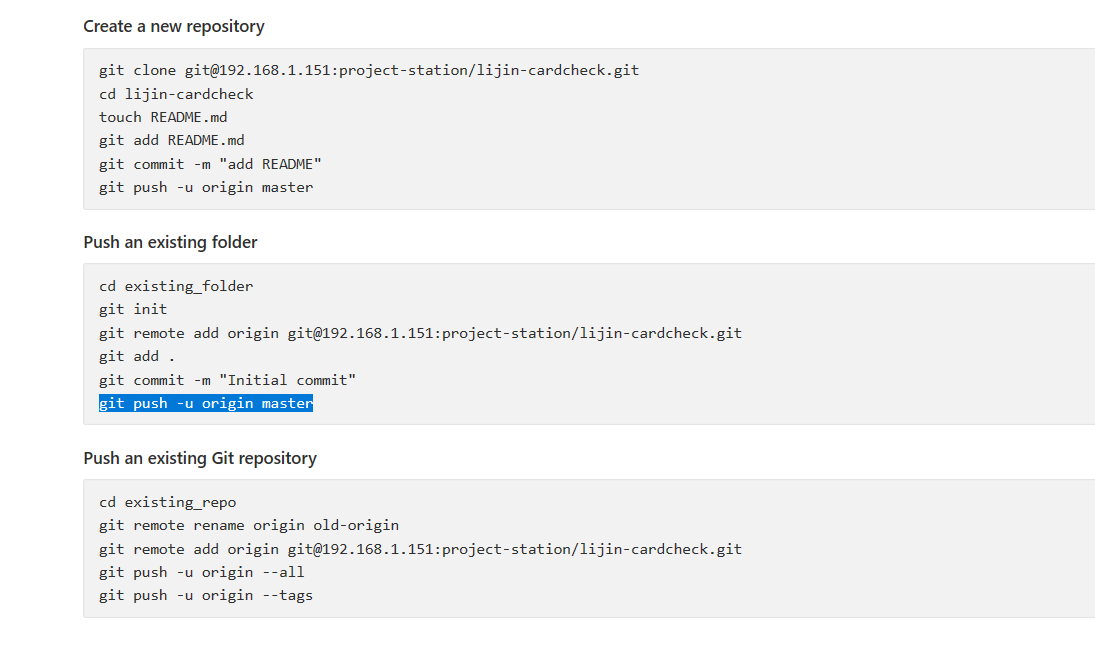 Create a new repository
git clone git@192.168.1.151:project-station/lijin-cardcheck.git
cd lijin-cardcheck
touch README.md
git add README.md
git commit -m "add README"
git push -u origin master
Push an existing folder
cd existing_folder
git init
git remote add origin git@192.168.1.151:project-station/lijin-cardcheck.git
git add .
git commit -m "Initial commit"
git push -u origin master
Push an existing Git repository
cd existing_repo
git remote rename origin old-origin
git remote add origin git@192.168.1.151:project-station/lijin-cardcheck.git
git push -u origin --all
git push -u origin --tags